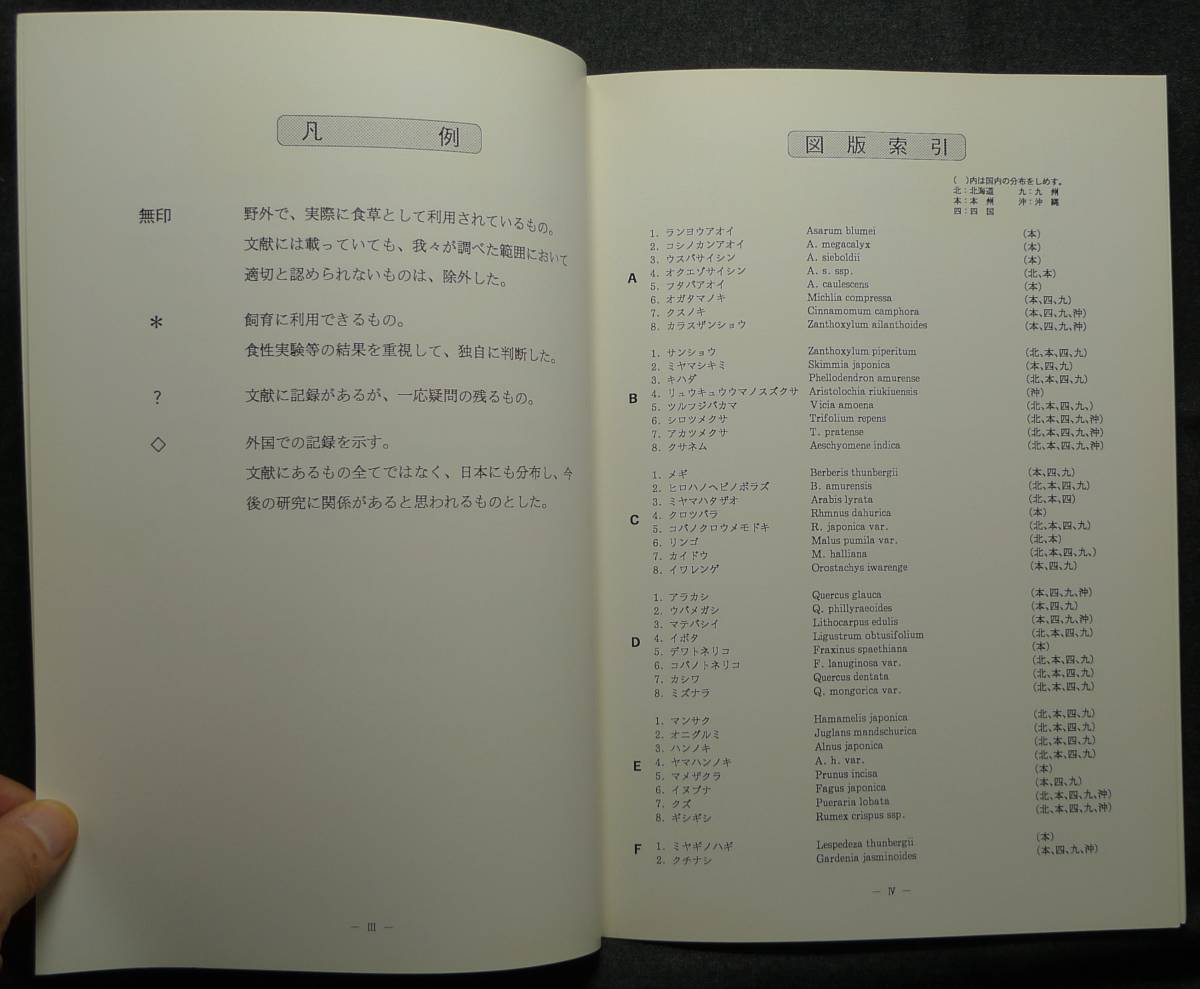 凡 例
無印 野外で、実際に食草として利用されているもの。
文献には載っていても、我々が調べた範囲において
適切と認められないものは、除外した。
＊ 飼育に利用できるもの。
食性実験等の結果を重視して、独自に判断した。
? 文献に記録があるが、一応疑問の残るもの。
◇ 外国での記録を示す。
文献にあるもの全てではなく、日本にも分布し、今
後の研究に関係があると思われるものとした。
— III —
図 版 索 引
( )内は国内の分布をしめす。
北：北海道 九：九 州
本：本 州 沖：沖 縄
四：四 国
A
1. ランヨウアオイ Asarum blumei (本)
2. コシノカンアオイ A. megacalyx (本)
3. ウスバサイシン A. sieboldii (本)
4. オクエゾサイシン A. s. ssp. (北、本)
5. フタバアオイ A. caulescens (本)
6. オガタマノキ Michlia compressa (本、四、九)
7. クスノキ Cinnamomum camphora (本、四、九、沖)
8. カラスザンショウ Zanthoxylum ailanthoides (本、四、九、沖)
B
1. サンショウ Zanthoxylum piperitum (北、本、四、九)
2. ミヤマシキミ Skimmia japonica (本、四、九)
3. キハダ Phellodendron amurense (北、本、四、九)
4. リュウキュウウマノスズクサ Aristolochia riukiuensis (沖)
5. ツルフジバカマ Vicia amoena (北、本、四、九、)
6. シロツメクサ Trifolium repens (北、本、四、九、沖)
7. アカツメクサ T. pratense (北、本、四、九、沖)
8. クサネム Aeschyomene indica (北、本、四、九、沖)
C
1. メギ Berberis thunbergii (本、四、九)
2. ヒロハノヘビノボラズ B. amurensis (北、本、四、九)
3. ミヤマハタザオ Arabis lyrata (北、本、四)
4. クロツバラ Rhmnus dahurica (本)
5. コバノクロウメモドキ R. japonica var. (北、本、四、九)
6. リンゴ Malus pumila var. (北、本)
7. カイドウ M. halliana (北、本、四、九、)
8. イワレンゲ Orostachys iwarenge (本、四、九)
D
1. アラカシ Quercus glauca (本、四、九、沖)
2. ウバメガシ Q. phillyraeoides (本、四、九)
3. マテバシイ Lithocarpus edulis (本、四、九、沖)
4. イボタ Ligustrum obtusifolium (北、本、四、九)
5. デワトネリコ Fraxinus spaethiana (本)
6. コバノトネリコ F. lanuginosa var. (北、本、四、九)
7. カシワ Quercus dentata (北、本、四、九)
8. ミズナラ Q. mongorica var. (北、本、四、九)
E
1. マンサク Hamamelis japonica (北、本、四、九)
2. オニグルミ Juglans mandschurica (北、本、四、九)
3. ハンノキ Alnus japonica (北、本、四、九)
4. ヤマハンノキ A. h. var. (北、本、四、九)
5. マメザクラ Prunus incisa (本)
6. イヌブナ Fagus japonica (本、四、九)
7. クズ Pueraria lobata (北、本、四、九、沖)
8. ギシギシ Rumex crispus ssp. (北、本、四、九、沖)
F
1. ミヤギノハギ Lespedeza thunbergii (本)
2. クチナシ Gardenia jasminoides (本、四、九、沖)
— IV —